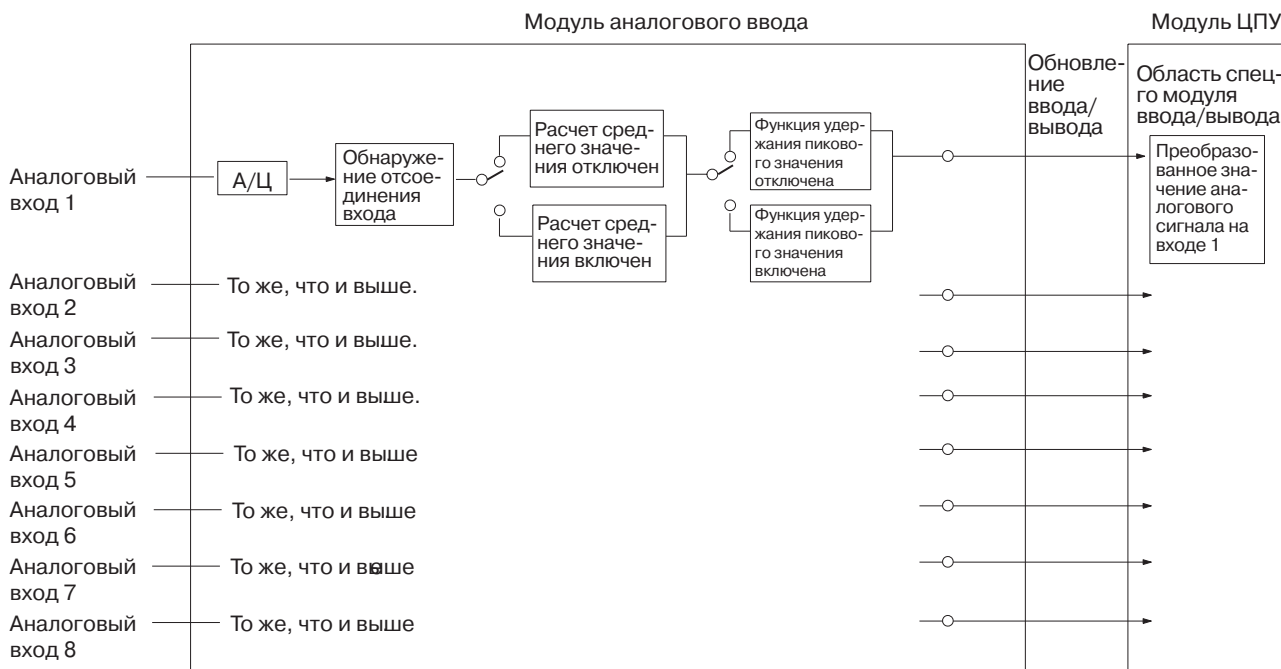 Модуль аналогового ввода
Модуль ЦПУ
Обновле-
ние
ввода/
вывода
Область спец-
го модуля
ввода/вывода
Аналоговый
вход 1
А/Ц
Обнаруже-
ние отсое-
динения
входа
Расчет сред-
него значе-
ния отключен
Расчет сред-
него значе-
ния включен
Функция удер-
жания пиково-
го значения
отключена
Функция удер-
жания пиково-
го значения
включена
Преобразо-
ванное зна-
чение ана-
логового
сигнала на
входе 1
Аналоговый
вход 2
То же, что и выше.
Аналоговый
вход 3
То же, что и выше.
Аналоговый
вход 4
То же, что и выше.
Аналоговый
вход 5
То же, что и выше
Аналоговый
вход 6
То же, что и выше
Аналоговый
вход 7
То же, что и выше
Аналоговый
вход 8
То же, что и выше